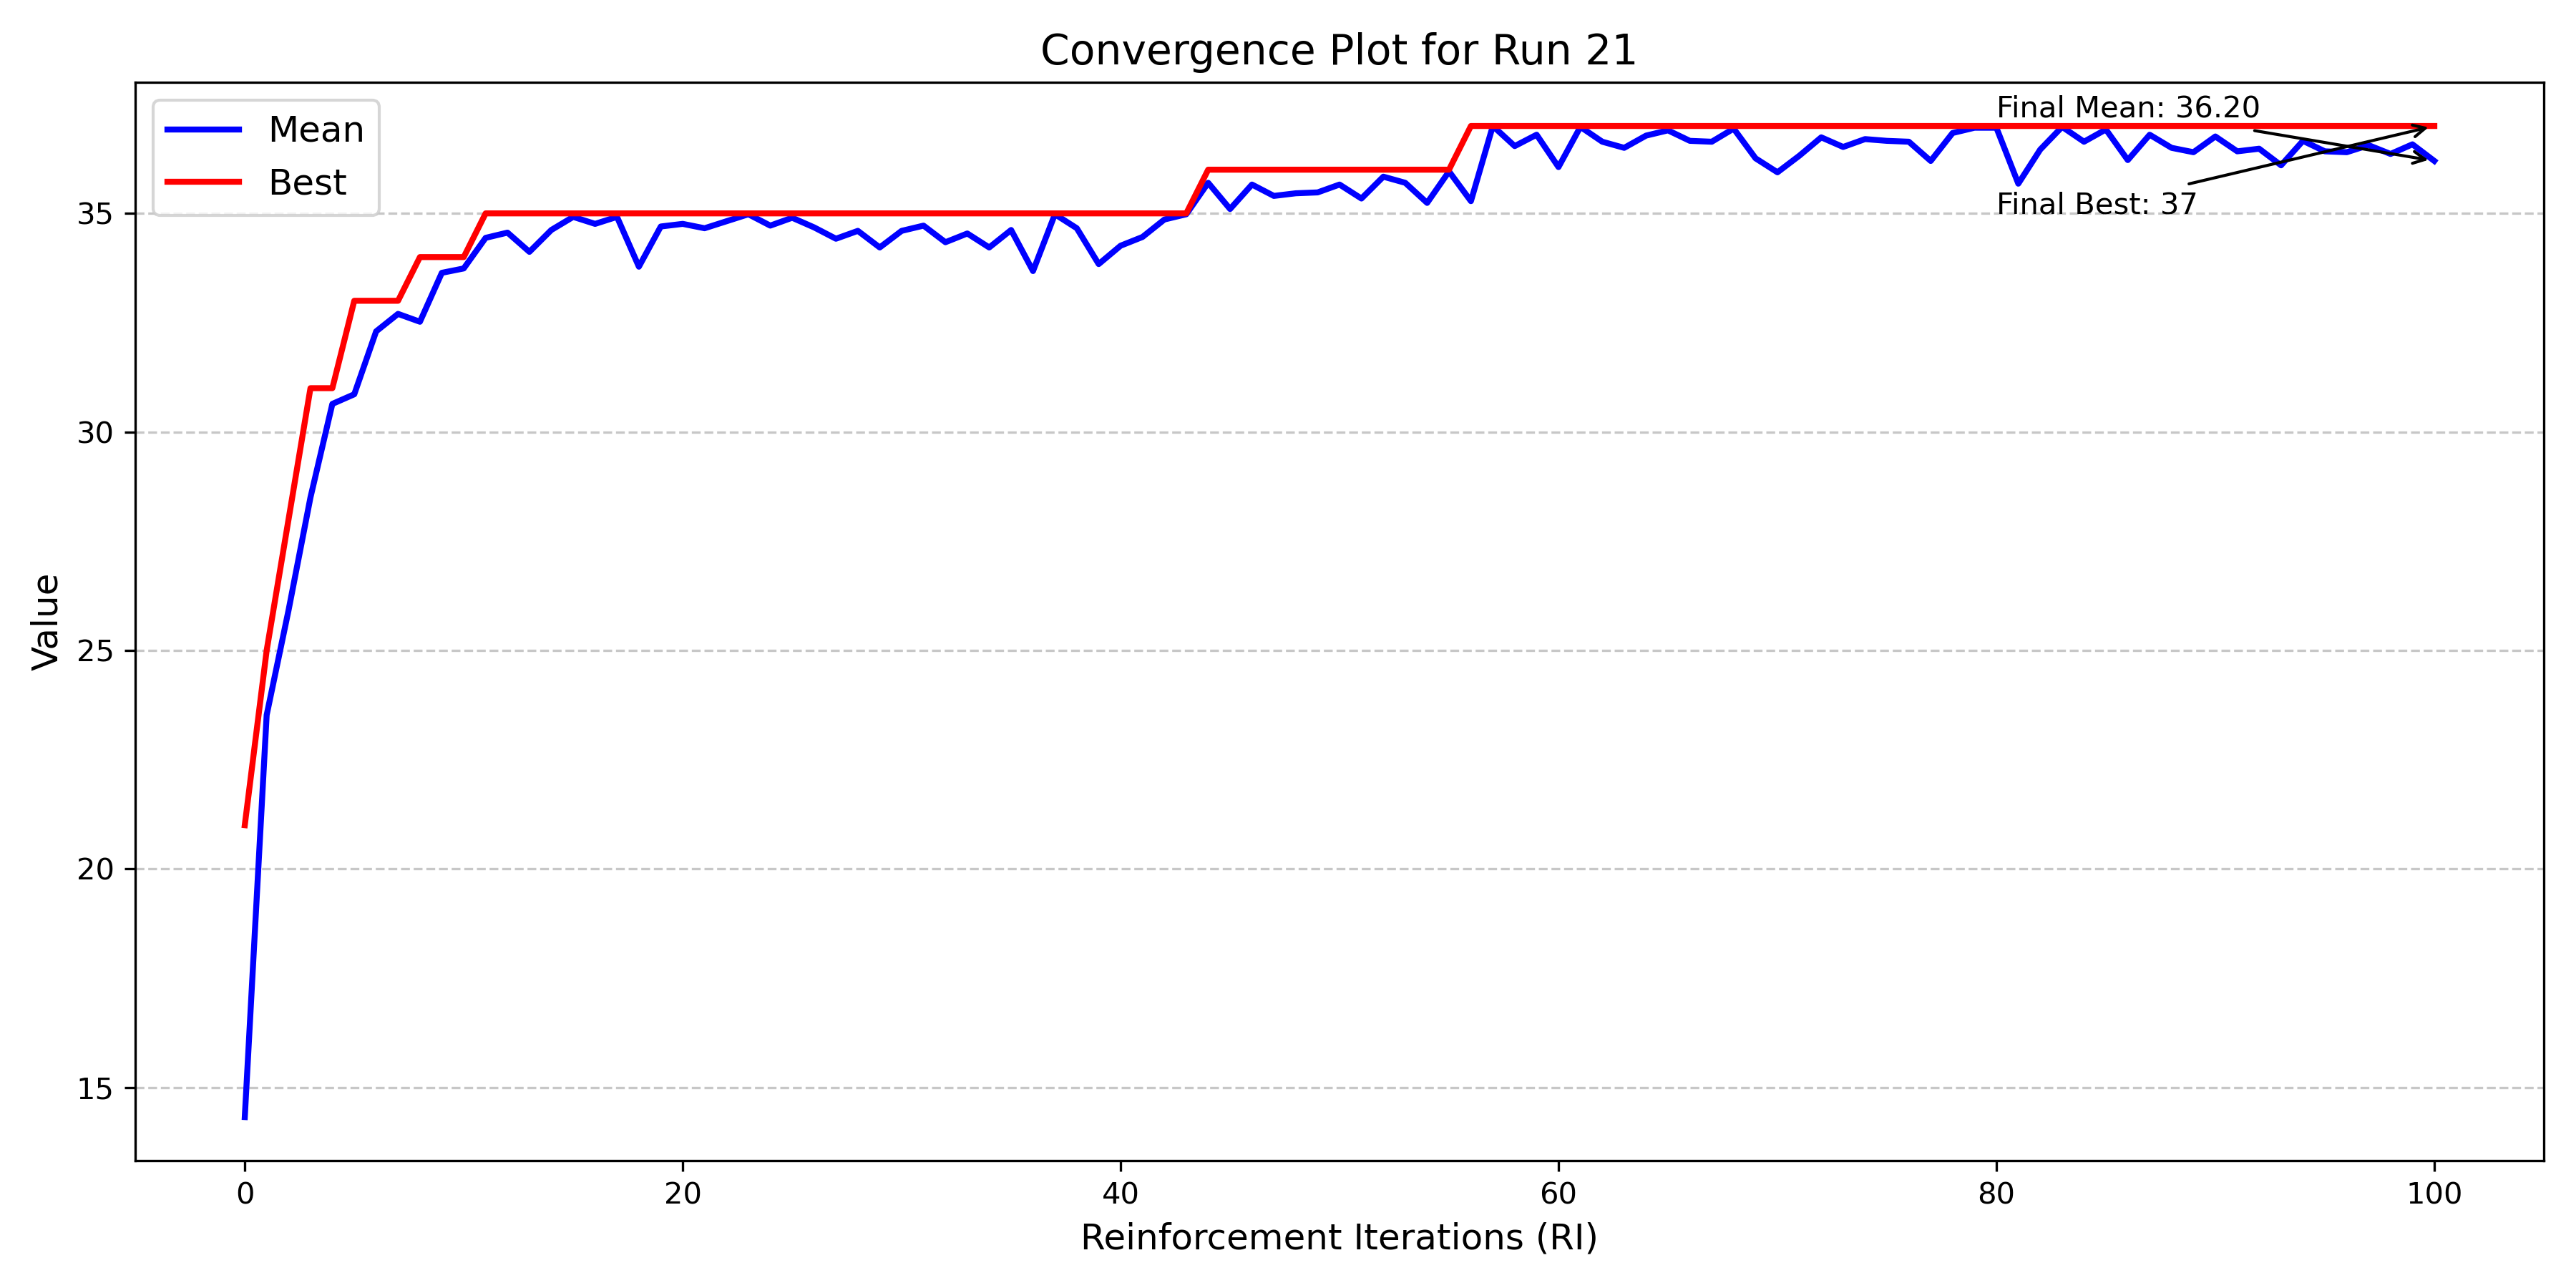 Convergence Plot for Run 21
Mean
Best
Final Mean: 36.20
Final Best: 37
Value
35
30
25
20
15
0 20 40 60 80 100
Reinforcement Iterations (RI)